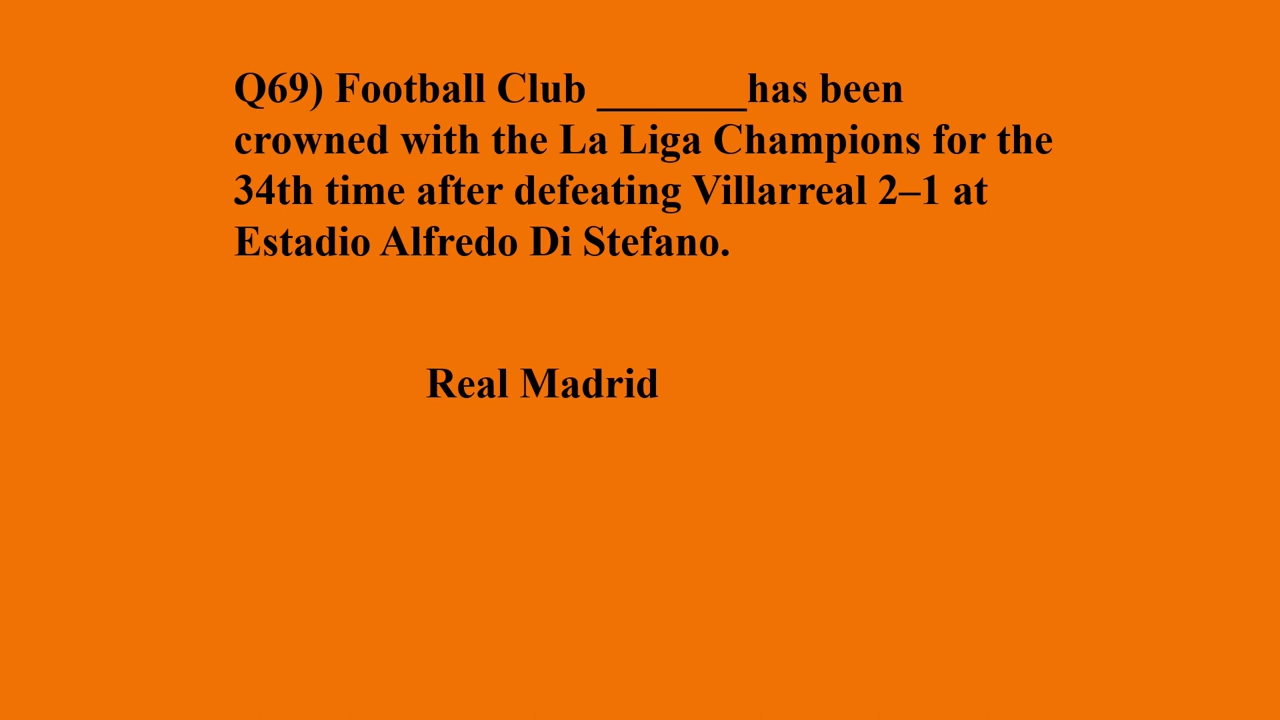 Q69) Football Club _______has been
crowned with the La Liga Champions for the
34th time after defeating Villarreal 2–1 at
Estadio Alfredo Di Stefano.
Real Madrid